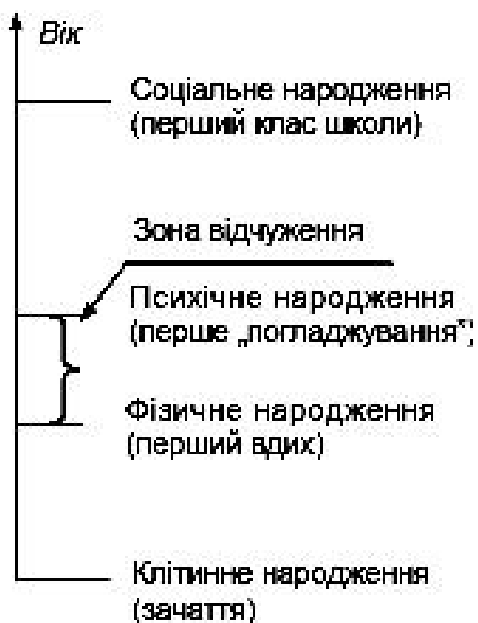 Вік
Соціальне народження
(перший клас школи)
Зона відчуження
Психічне народження
(перше „погладжування";
Фізичне народження
(перший вдих)
Клітинне народження
(зачаття)